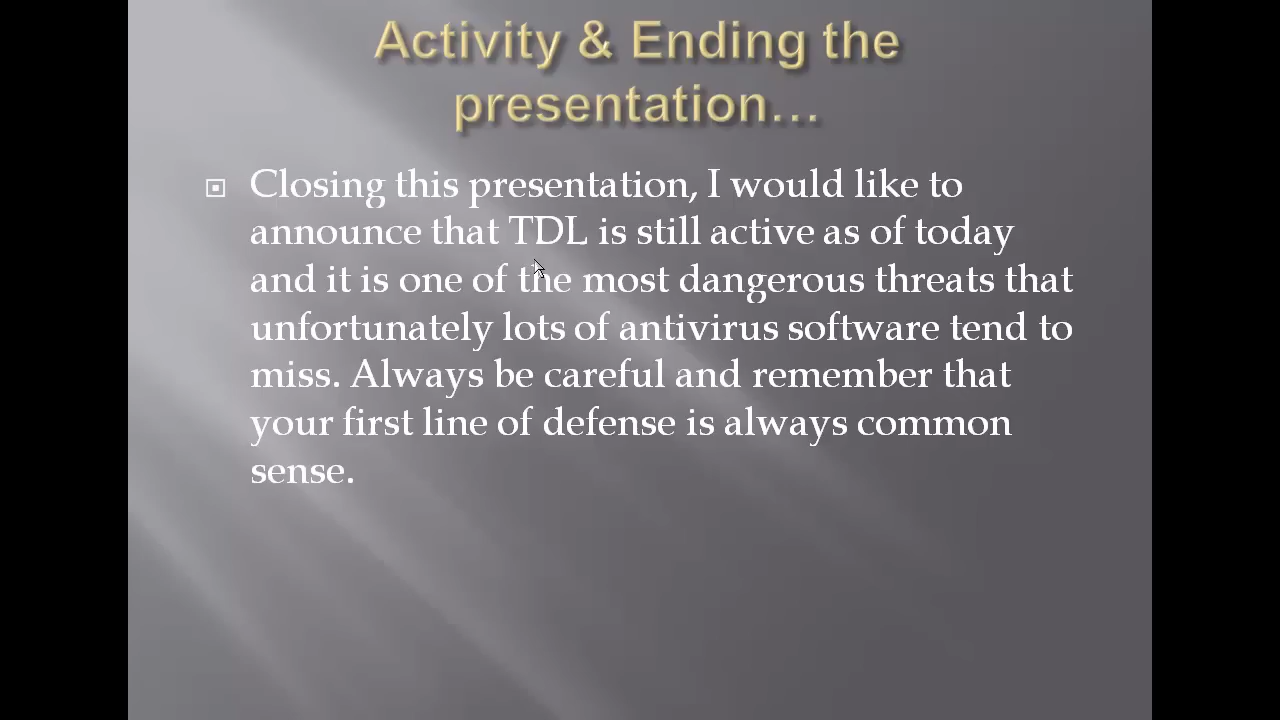 Activity & Ending the
presentation...
Closing this presentation, I would like to
announce that TDL is still active as of today
and it is one of the most dangerous threats that
unfortunately lots of antivirus software tend to
miss. Always be careful and remember that
your first line of defense is always common
sense.